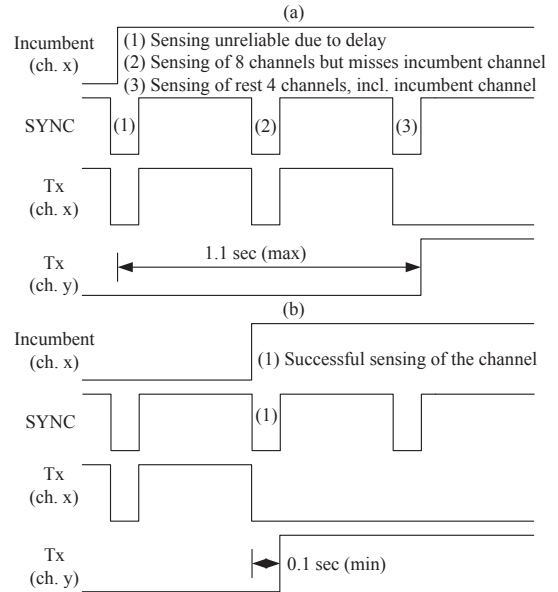 (a)
Incumbent
(ch. x)
(1) Sensing unreliable due to delay
(2) Sensing of 8 channels but misses incumbent channel
(3) Sensing of rest 4 channels, incl. incumbent channel
SYNC
(1)
(2)
(3)
Tx
(ch. x)
1.1 sec (max)
Tx
(ch. y)
(b)
Incumbent
(ch. x)
(1) Successful sensing of the channel
SYNC
(1)
Tx
(ch. x)
Tx
(ch. y)
0.1 sec (min)